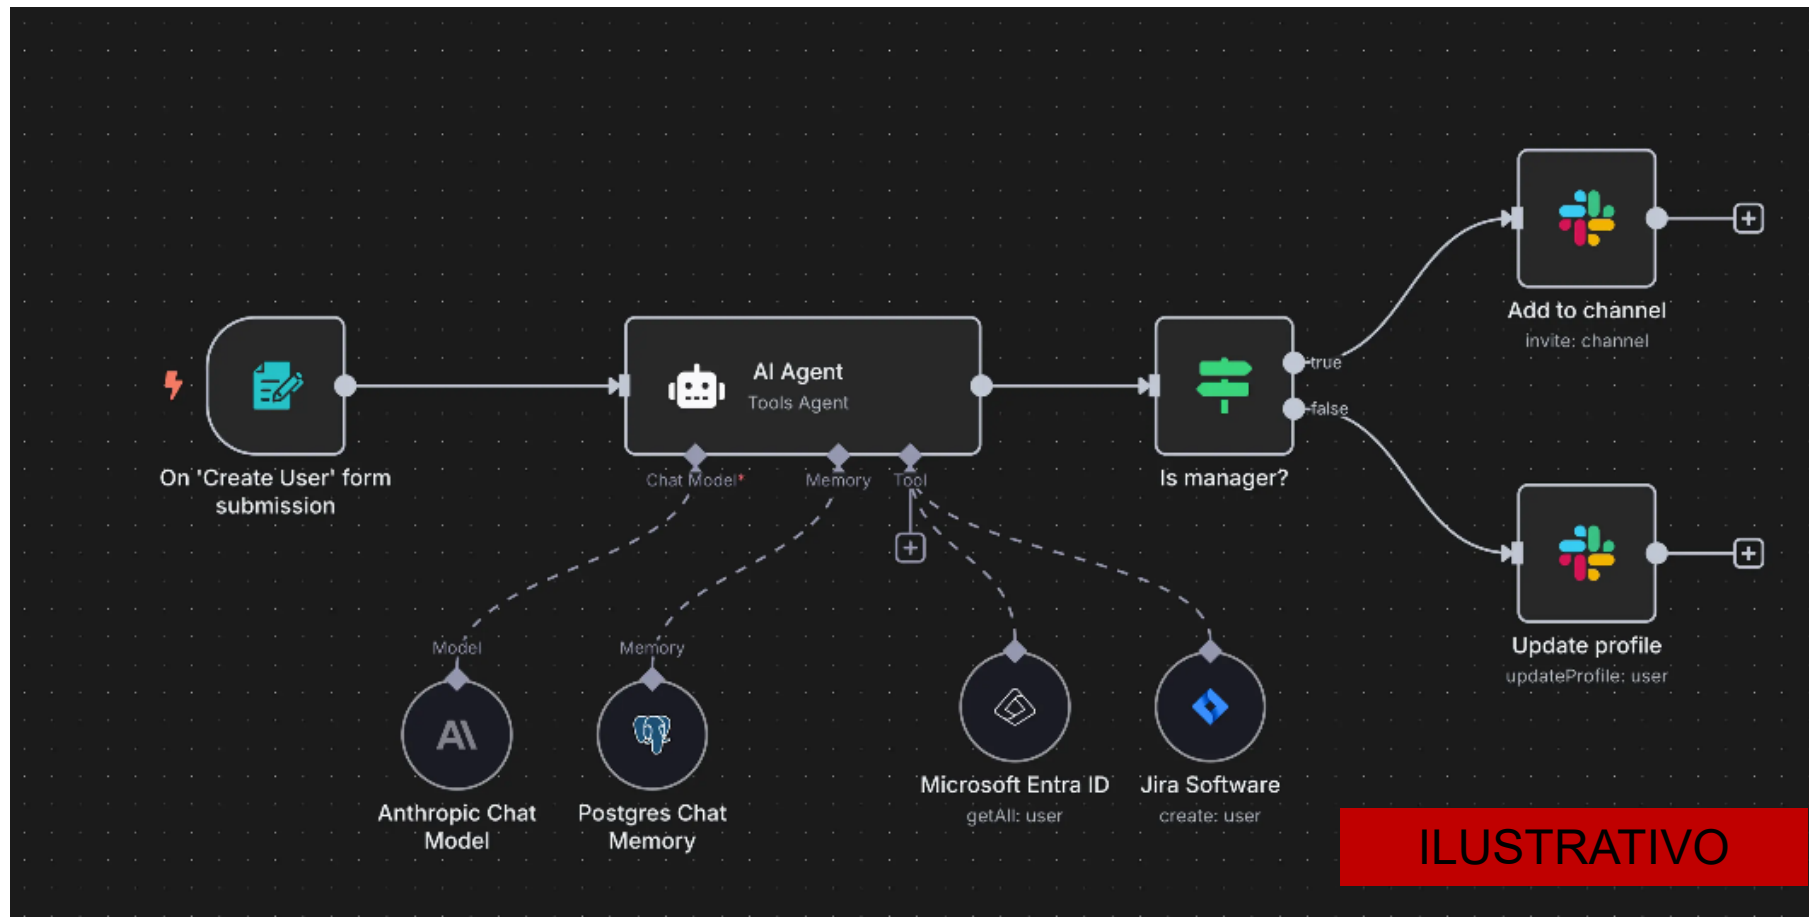 On 'Create User' form
submission
AI Agent
Tools Agent
Chat Model*
Memory
Tool
Model
Memory
Anthropic Chat
Model
Postgres Chat
Memory
Microsoft Entra ID
getAll: user
Jira Software
create: user
Is manager?
true
false
Add to channel
invite: channel
Update profile
updateProfile: user
ILUSTRATIVO